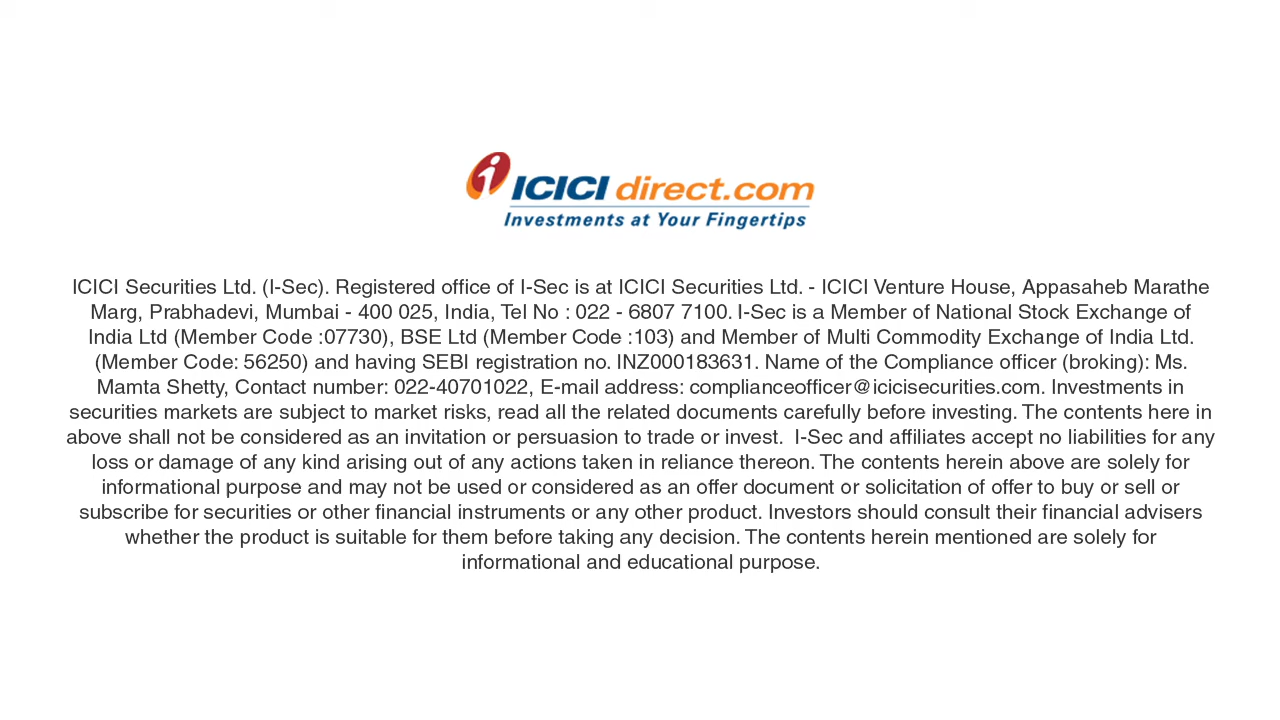 ICICI direct.com
Investments at Your Fingertips
ICICI Securities Ltd. (I-Sec). Registered office of I-Sec is at ICICI Securities Ltd. - ICICI Venture House, Appasaheb Marathe
Marg, Prabhadevi, Mumbai - 400 025, India, Tel No : 022 - 6807 7100. I-Sec is a Member of National Stock Exchange of
India Ltd (Member Code :07730), BSE Ltd (Member Code :103) and Member of Multi Commodity Exchange of India Ltd.
(Member Code: 56250) and having SEBI registration no. INZ000183631. Name of the Compliance officer (broking): Ms.
Mamta Shetty, Contact number: 022-40701022, E-mail address: complianceofficer@icicisecurities.com. Investments in
securities markets are subject to market risks, read all the related documents carefully before investing. The contents here in
above shall not be considered as an invitation or persuasion to trade or invest.  I-Sec and affiliates accept no liabilities for any
loss or damage of any kind arising out of any actions taken in reliance thereon. The contents herein above are solely for
informational purpose and may not be used or considered as an offer document or solicitation of offer to buy or sell or
subscribe for securities or other financial instruments or any other product. Investors should consult their financial advisers
whether the product is suitable for them before taking any decision. The contents herein mentioned are solely for
informational and educational purpose.